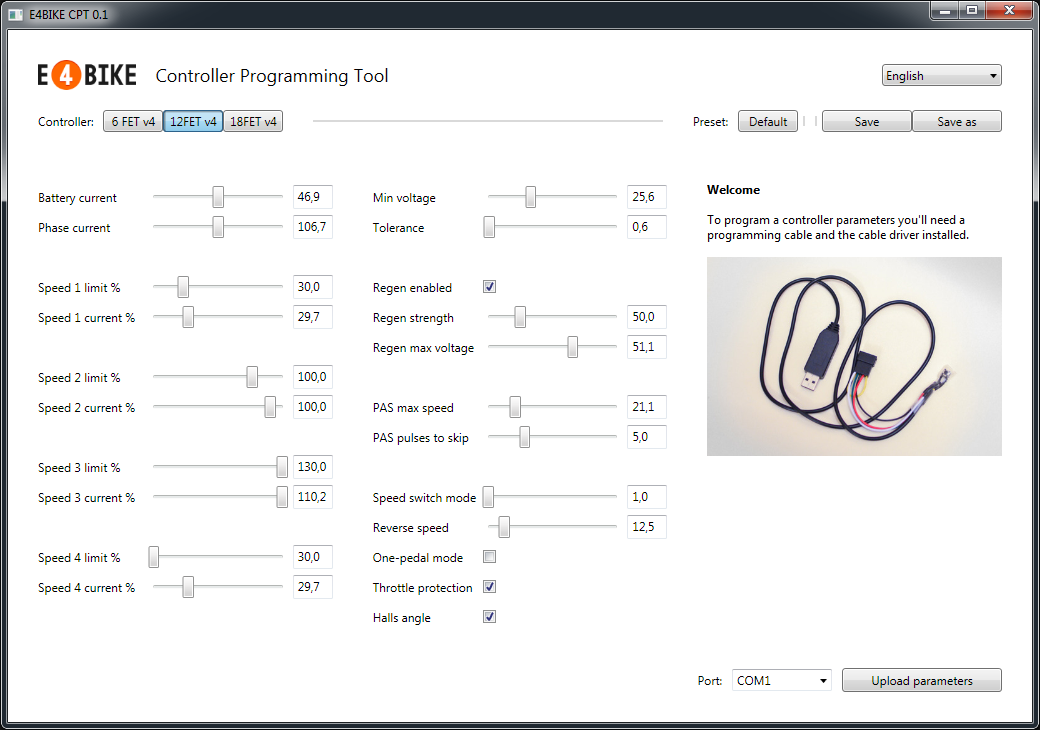 E4BIKE CPT 0.1
E4BIKE Controller Programming Tool
English
Controller: 6 FET v4 12FET v4 18FET v4
Preset: Default Save Save as
Battery current 46,9
Phase current 106,7
Speed 1 limit % 30,0
Speed 1 current % 29,7
Speed 2 limit % 100,0
Speed 2 current % 100,0
Speed 3 limit % 130,0
Speed 3 current % 110,2
Speed 4 limit % 30,0
Speed 4 current % 29,7
Min voltage 25,6
Tolerance 0,6
Regen enabled
Regen strength 50,0
Regen max voltage 51,1
PAS max speed 21,1
PAS pulses to skip 5,0
Speed switch mode 1,0
Reverse speed 12,5
One-pedal mode
Throttle protection
Halls angle
Welcome
To program a controller parameters you'll need a
programming cable and the cable driver installed.
Port: COM1 Upload parameters